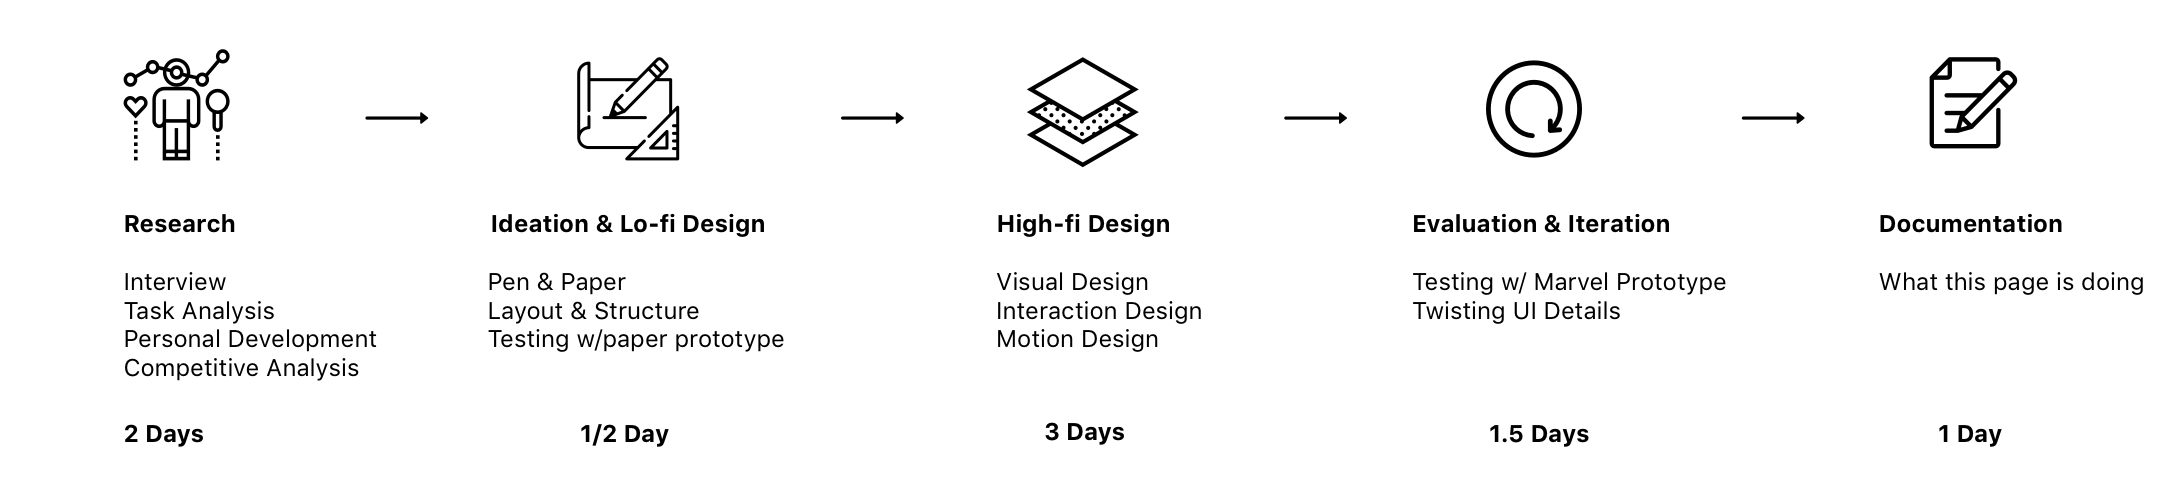 Research
Interview
Task Analysis
Personal Development
Competitive Analysis
2 Days
Ideation & Lo-fi Design
Pen & Paper
Layout & Structure
Testing w/paper prototype
1/2 Day
High-fi Design
Visual Design
Interaction Design
Motion Design
3 Days
Evaluation & Iteration
Testing w/ Marvel Prototype
Twisting UI Details
1.5 Days
Documentation
What this page is doing
1 Day